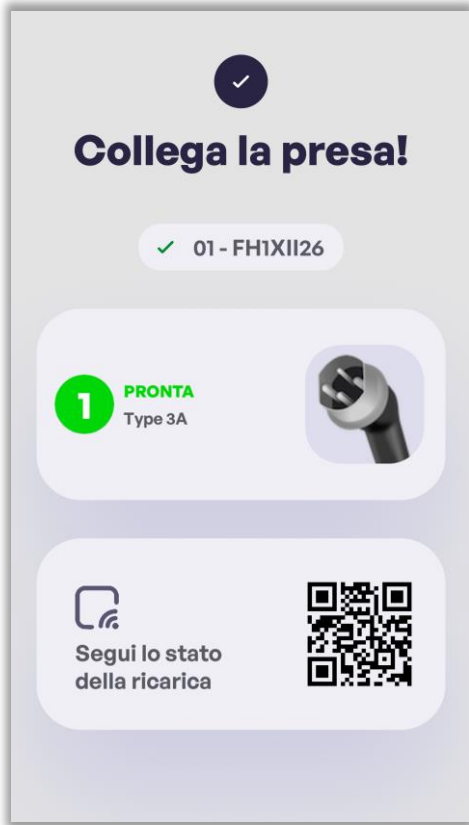 Collega la presa!
01 - FH1XII26
1
PRONTA
Type 3A
Segui lo stato
della ricarica